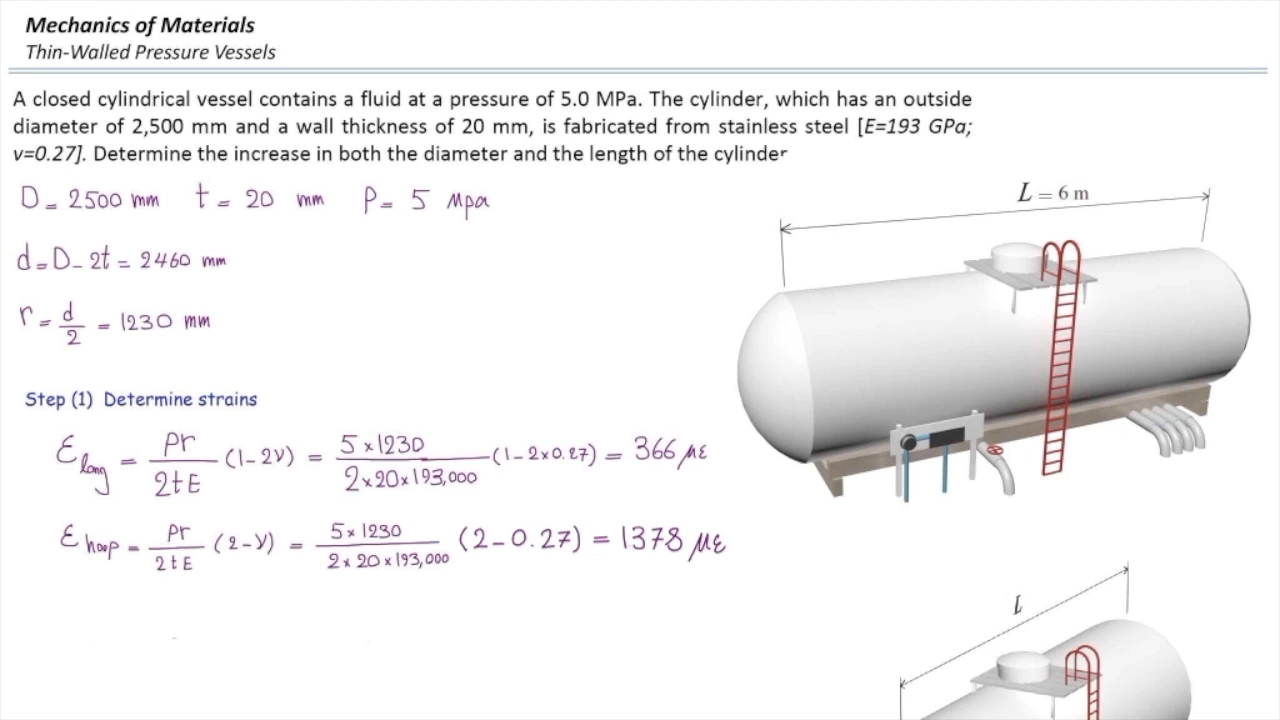 Mechanics of Materials
Thin-Walled Pressure Vessels
A closed cylindrical vessel contains a fluid at a pressure of 5.0 MPa. The cylinder, which has an outside
diameter of 2,500 mm and a wall thickness of 20 mm, is fabricated from stainless steel [E=193 GPa;
ν=0.27]. Determine the increase in both the diameter and the length of the cylinder
D = 2500 mm t = 20 mm P = 5 Mpa
L = 6 m
d = D - 2t = 2460 mm
r = d/2 = 1230 mm
Step (1) Determine strains
ε long = Pr/2tE (1-2ν) = 5×1230/2×20×193,000 (1-2×0.27) = 366 με
ε hoop = Pr/2tE (2-ν) = 5×1230/2×20×193,000 (2-0.27) = 1378 με
L